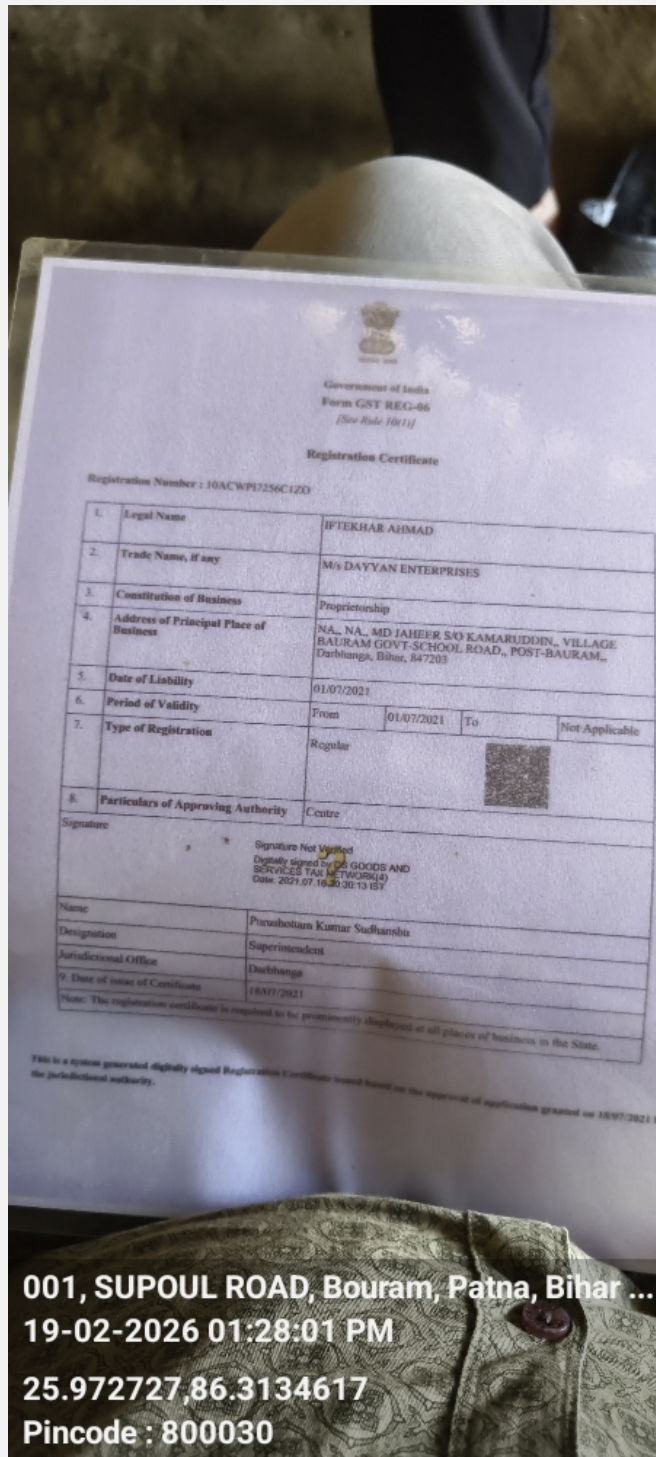 Government of India
Form GST REG-06
[See Rule 10(1)]
Registration Certificate
Registration Number : 10ACWPI7256C1ZO
1. Legal Name IFTEKHAR AHMAD
2. Trade Name, if any M/s DAYYAN ENTERPRISES
3. Constitution of Business Proprietorship
4. Address of Principal Place of Business NA,, NA,, MD JAHEER S/O KAMARUDDIN,, VILLAGE
BAURAM GOVT-SCHOOL ROAD,, POST-BAURAM,,
Darbhanga, Bihar, 847203
5. Date of Liability 01/07/2021
6. Period of Validity From 01/07/2021 To Not Applicable
7. Type of Registration Regular
8. Particulars of Approving Authority Centre
Signature
Signature Not Verified
Digitally signed by DS GOODS AND
SERVICES TAX NETWORK(4)
Date: 2021.07.18 20:30:13 IST
Name Purushottam Kumar Sudhanshu
Designation Superintendent
Jurisdictional Office Darbhanga
9. Date of issue of Certificate 18/07/2021
Note: The registration certificate is required to be prominently displayed at all places of business in the State.
This is a system generated digitally signed Registration Certificate issued based on the approval of application granted on 18/07/2021
the jurisdictional authority.
001, SUPOUL ROAD, Bouram, Patna, Bihar ...
19-02-2026 01:28:01 PM
25.972727,86.3134617
Pincode : 800030